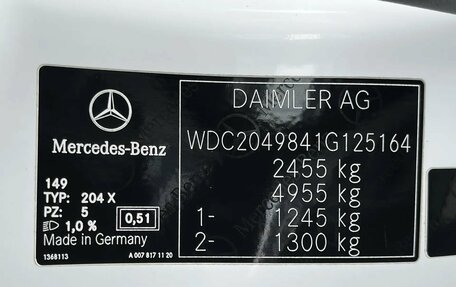 Mercedes-Benz
149
TYP: 204 X
PZ: 5
1,0 %
0,51
Made in Germany
1368113
A 007 817 11 20
DAIMLER AG
WDC2049841G125164
2455 kg
4955 kg
1- 1245 kg
2- 1300 kg